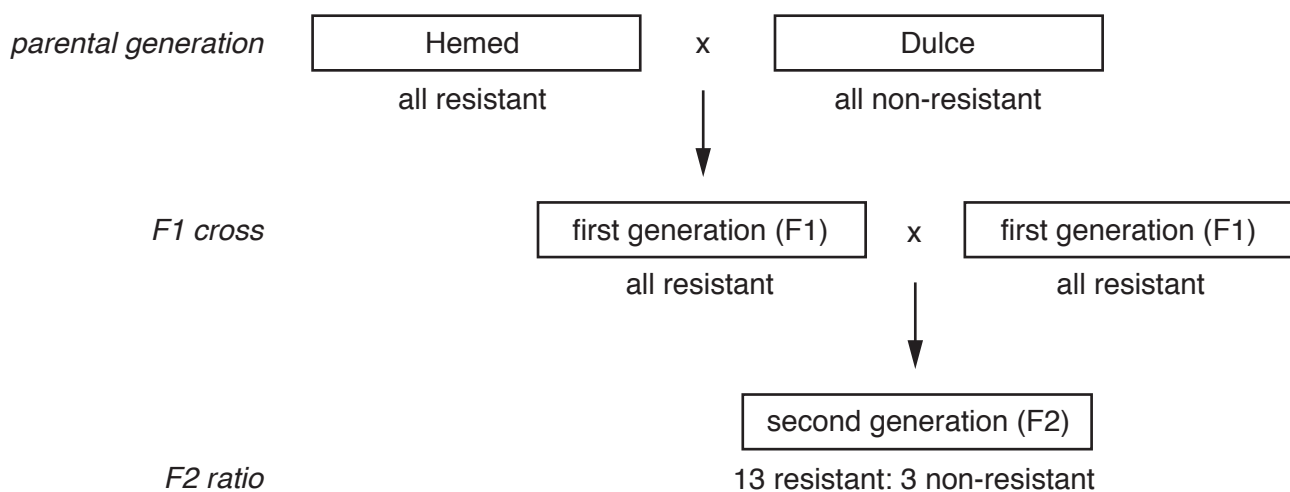 parental generation Hemed x Dulce
all resistant all non-resistant
F1 cross first generation (F1) x first generation (F1)
all resistant all resistant
second generation (F2)
F2 ratio 13 resistant: 3 non-resistant